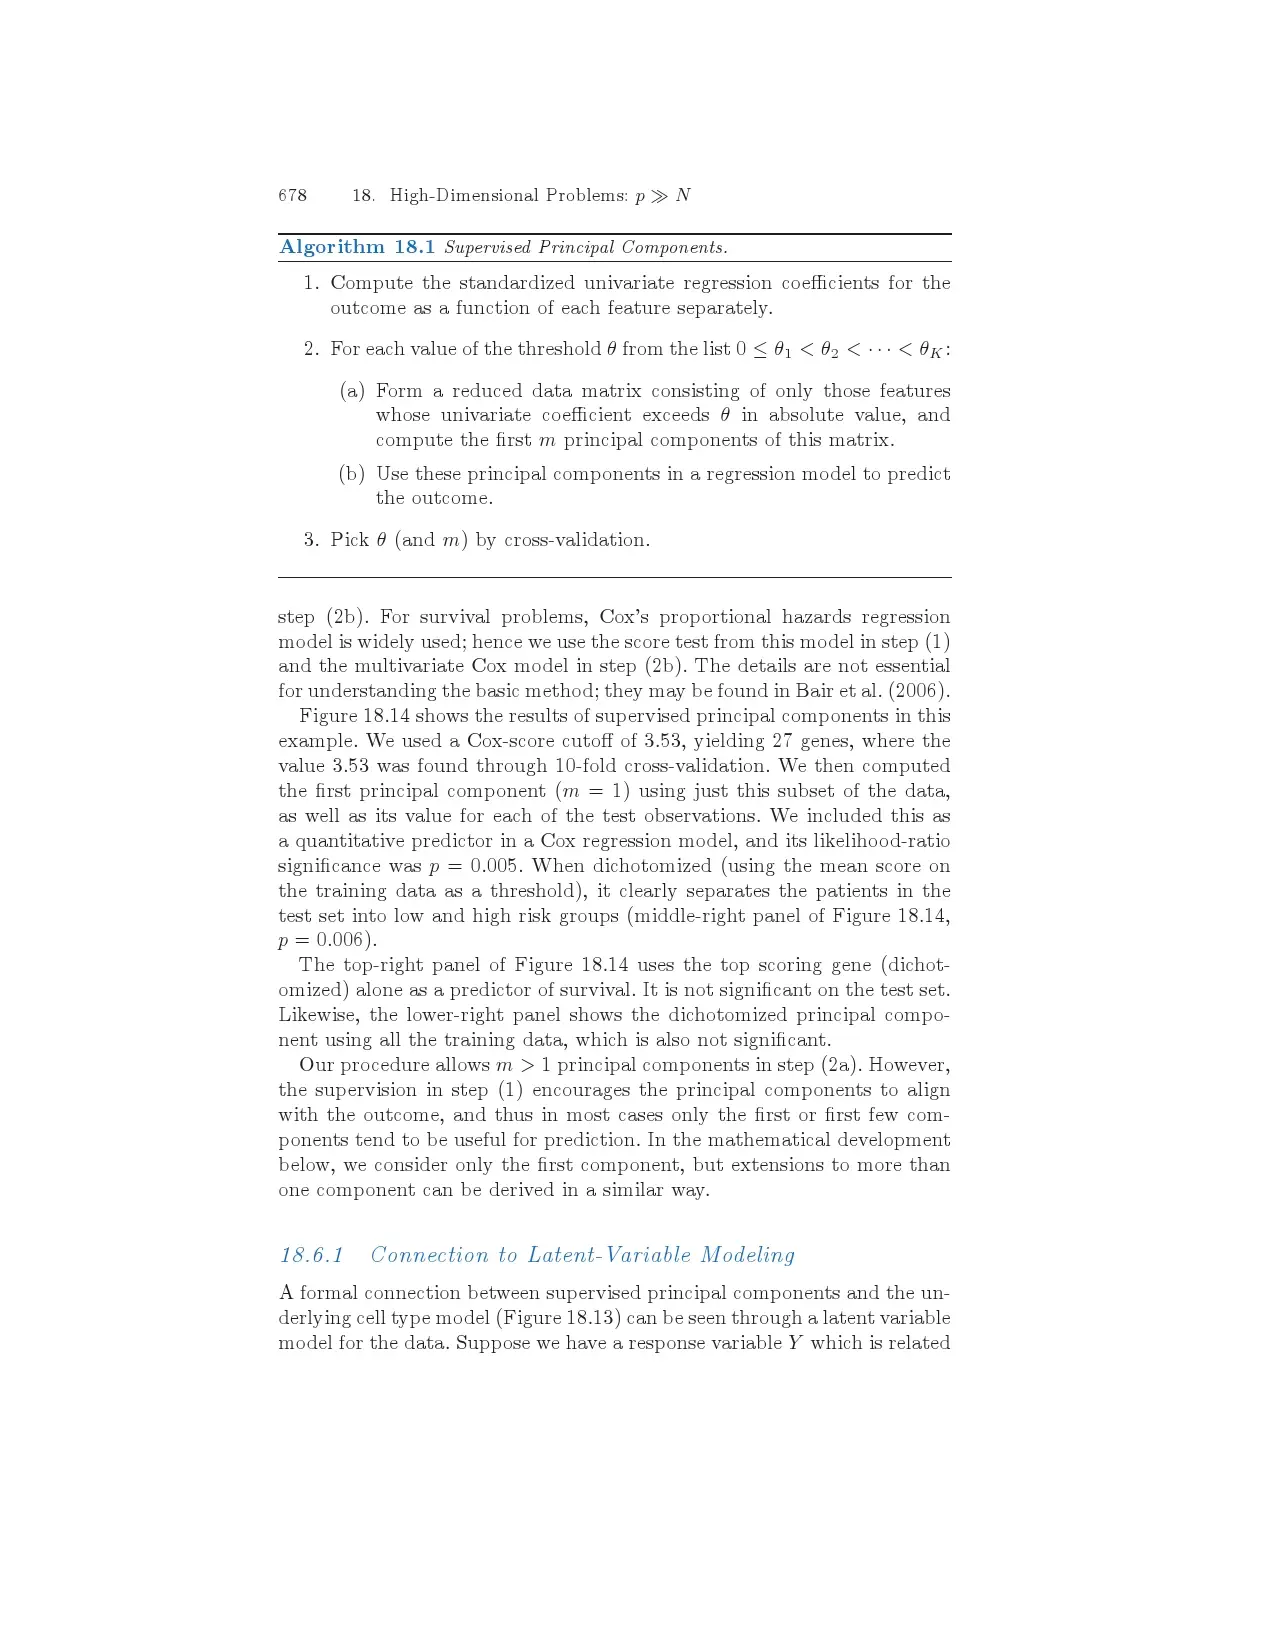 678 18. High-Dimensional Problems: p ≫ N
Algorithm 18.1 Supervised Principal Components.
1. Compute the standardized univariate regression coefficients for the
outcome as a function of each feature separately.
2. For each value of the threshold θ from the list 0 ≤ θ₁ < θ₂ < · · · < θ_K:
(a) Form a reduced data matrix consisting of only those features
whose univariate coefficient exceeds θ in absolute value, and
compute the first m principal components of this matrix.
(b) Use these principal components in a regression model to predict
the outcome.
3. Pick θ (and m) by cross-validation.
step (2b). For survival problems, Cox's proportional hazards regression
model is widely used; hence we use the score test from this model in step (1)
and the multivariate Cox model in step (2b). The details are not essential
for understanding the basic method; they may be found in Bair et al. (2006).
Figure 18.14 shows the results of supervised principal components in this
example. We used a Cox-score cutoff of 3.53, yielding 27 genes, where the
value 3.53 was found through 10-fold cross-validation. We then computed
the first principal component (m = 1) using just this subset of the data,
as well as its value for each of the test observations. We included this as
a quantitative predictor in a Cox regression model, and its likelihood-ratio
significance was p = 0.005. When dichotomized (using the mean score on
the training data as a threshold), it clearly separates the patients in the
test set into low and high risk groups (middle-right panel of Figure 18.14,
p = 0.006).
The top-right panel of Figure 18.14 uses the top scoring gene (dichot-
omized) alone as a predictor of survival. It is not significant on the test set.
Likewise, the lower-right panel shows the dichotomized principal compo-
nent using all the training data, which is also not significant.
Our procedure allows m > 1 principal components in step (2a). However,
the supervision in step (1) encourages the principal components to align
with the outcome, and thus in most cases only the first or first few com-
ponents tend to be useful for prediction. In the mathematical development
below, we consider only the first component, but extensions to more than
one component can be derived in a similar way.
18.6.1 Connection to Latent-Variable Modeling
A formal connection between supervised principal components and the un-
derlying cell type model (Figure 18.13) can be seen through a latent variable
model for the data. Suppose we have a response variable Y which is related